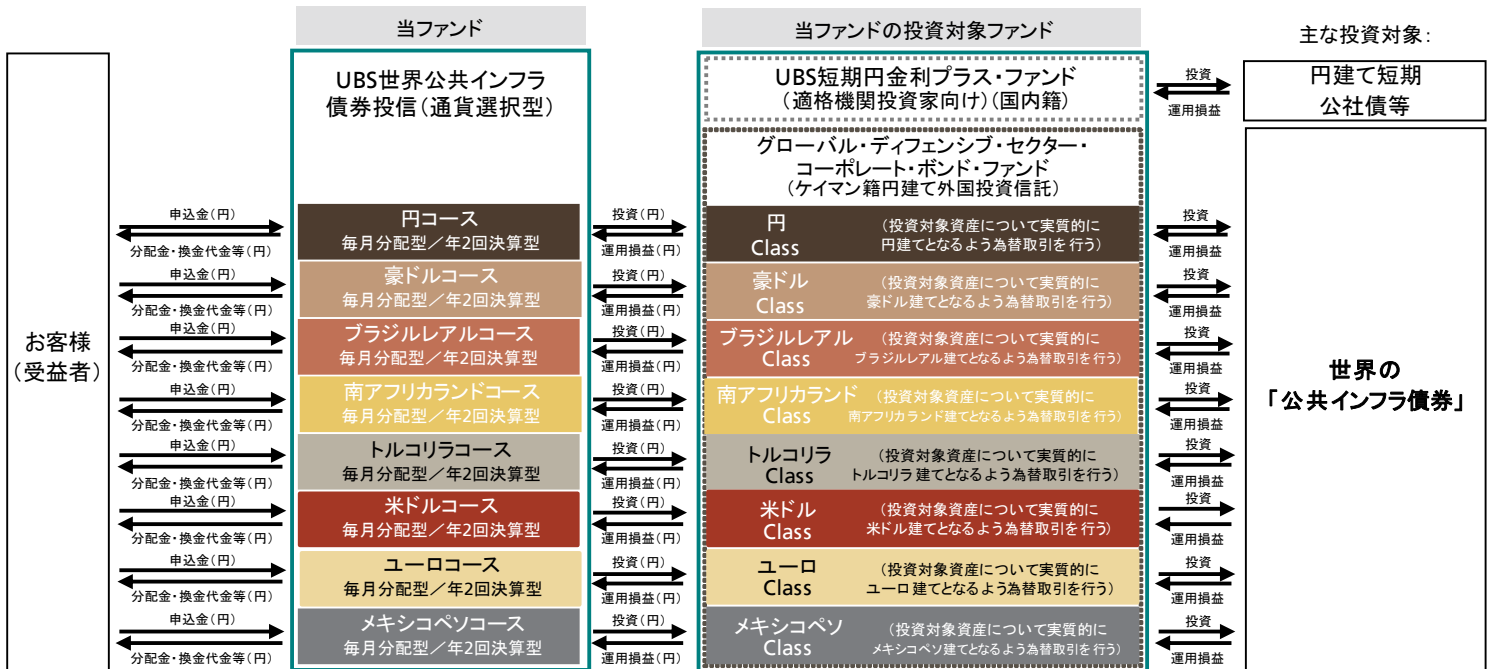 当ファンド
当ファンドの投資対象ファンド
主な投資対象:
お客様
(受益者)
UBS世界公共インフラ
債券投信(通貨選択型)
UBS短期円金利プラス・ファンド
(適格機関投資家向け)(国内籍)
投資
運用損益
円建て短期
公社債等
グローバル・ディフェンシブ・セクター・
コーポレート・ボンド・ファンド
(ケイマン籍円建て外国投資信託)
世界の
「公共インフラ債券」
申込金(円)
分配金・換金代金等(円)
円コース
毎月分配型/年2回決算型
投資(円)
運用損益(円)
円
Class
(投資対象資産について実質的に
円建てとなるよう為替取引を行う)
投資
運用損益
申込金(円)
分配金・換金代金等(円)
豪ドルコース
毎月分配型/年2回決算型
投資(円)
運用損益(円)
豪ドル
Class
(投資対象資産について実質的に
豪ドル建てとなるよう為替取引を行う)
投資
運用損益
申込金(円)
分配金・換金代金等(円)
ブラジルレアルコース
毎月分配型/年2回決算型
投資(円)
運用損益(円)
ブラジルレアル
Class
(投資対象資産について実質的に
ブラジルレアル建てとなるよう為替取引を行う)
投資
運用損益
申込金(円)
分配金・換金代金等(円)
南アフリカランドコース
毎月分配型/年2回決算型
投資(円)
運用損益(円)
南アフリカランド
Class
(投資対象資産について実質的に
南アフリカランド建てとなるよう為替取引を行う)
投資
運用損益
申込金(円)
分配金・換金代金等(円)
トルコリラコース
毎月分配型/年2回決算型
投資(円)
運用損益(円)
トルコリラ
Class
(投資対象資産について実質的に
トルコリラ建てとなるよう為替取引を行う)
投資
運用損益
申込金(円)
分配金・換金代金等(円)
米ドルコース
毎月分配型/年2回決算型
投資(円)
運用損益(円)
米ドル
Class
(投資対象資産について実質的に
米ドル建てとなるよう為替取引を行う)
投資
運用損益
申込金(円)
分配金・換金代金等(円)
ユーロコース
毎月分配型/年2回決算型
投資(円)
運用損益(円)
ユーロ
Class
(投資対象資産について実質的に
ユーロ建てとなるよう為替取引を行う)
投資
運用損益
申込金(円)
分配金・換金代金等(円)
メキシコペソコース
毎月分配型/年2回決算型
投資(円)
運用損益(円)
メキシコペソ
Class
(投資対象資産について実質的に
メキシコペソ建てとなるよう為替取引を行う)
投資
運用損益